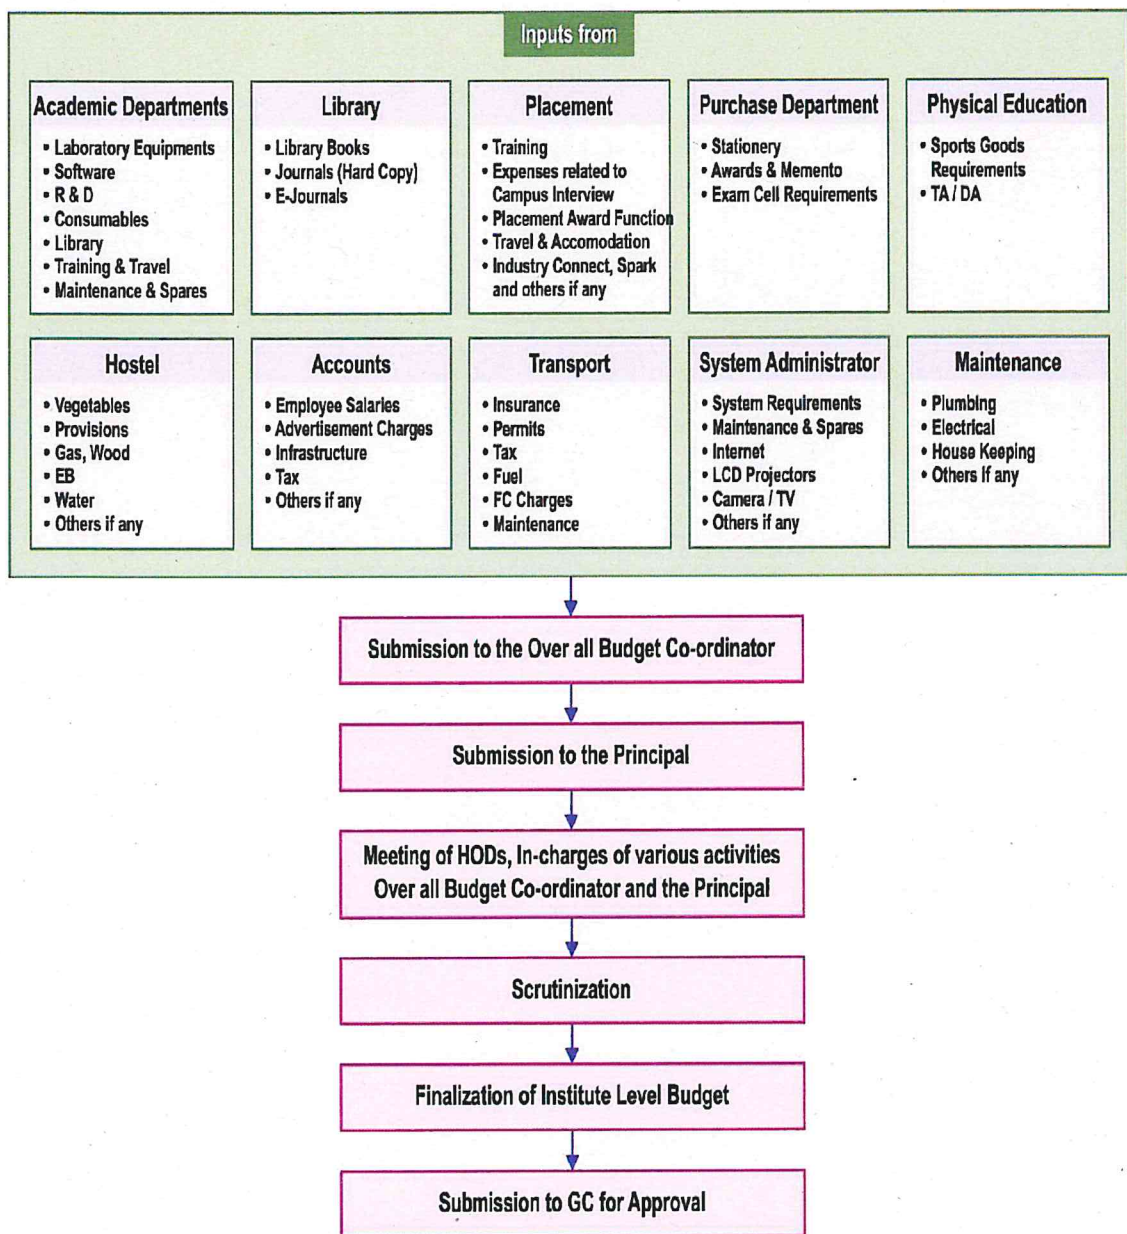 Inputs from
Academic Departments
• Laboratory Equipments
• Software
• R & D
• Consumables
• Library
• Training & Travel
• Maintenance & Spares
Library
• Library Books
• Journals (Hard Copy)
• E-Journals
Placement
• Training
• Expenses related to
Campus Interview
• Placement Award Function
• Travel & Accomodation
• Industry Connect, Spark
and others if any
Purchase Department
• Stationery
• Awards & Memento
• Exam Cell Requirements
Physical Education
• Sports Goods
Requirements
• TA / DA
Hostel
• Vegetables
• Provisions
• Gas, Wood
• EB
• Water
• Others if any
Accounts
• Employee Salaries
• Advertisement Charges
• Infrastructure
• Tax
• Others if any
Transport
• Insurance
• Permits
• Tax
• Fuel
• FC Charges
• Maintenance
System Administrator
• System Requirements
• Maintenance & Spares
• Internet
• LCD Projectors
• Camera / TV
• Others if any
Maintenance
• Plumbing
• Electrical
• House Keeping
• Others If any
Submission to the Over all Budget Co-ordinator
Submission to the Principal
Meeting of HODs, In-charges of various activities
Over all Budget Co-ordinator and the Principal
Scrutinization
Finalization of Institute Level Budget
Submission to GC for Approval